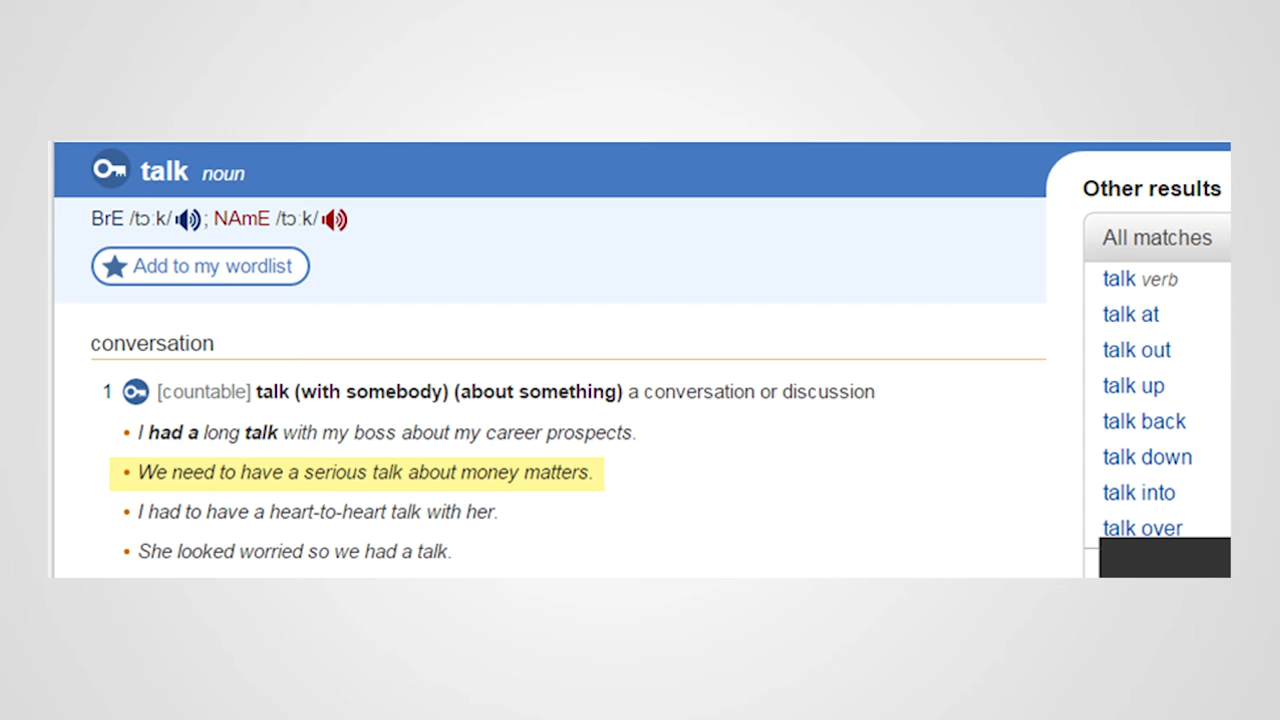 talk noun
BrE /tɔːk/ ; NAmE /tɔːk/
Add to my wordlist
conversation
1 [countable] talk (with somebody) (about something) a conversation or discussion
• I had a long talk with my boss about my career prospects.
• We need to have a serious talk about money matters.
• I had to have a heart-to-heart talk with her.
• She looked worried so we had a talk.
Other results
All matches
talk verb
talk at
talk out
talk up
talk back
talk down
talk into
talk over